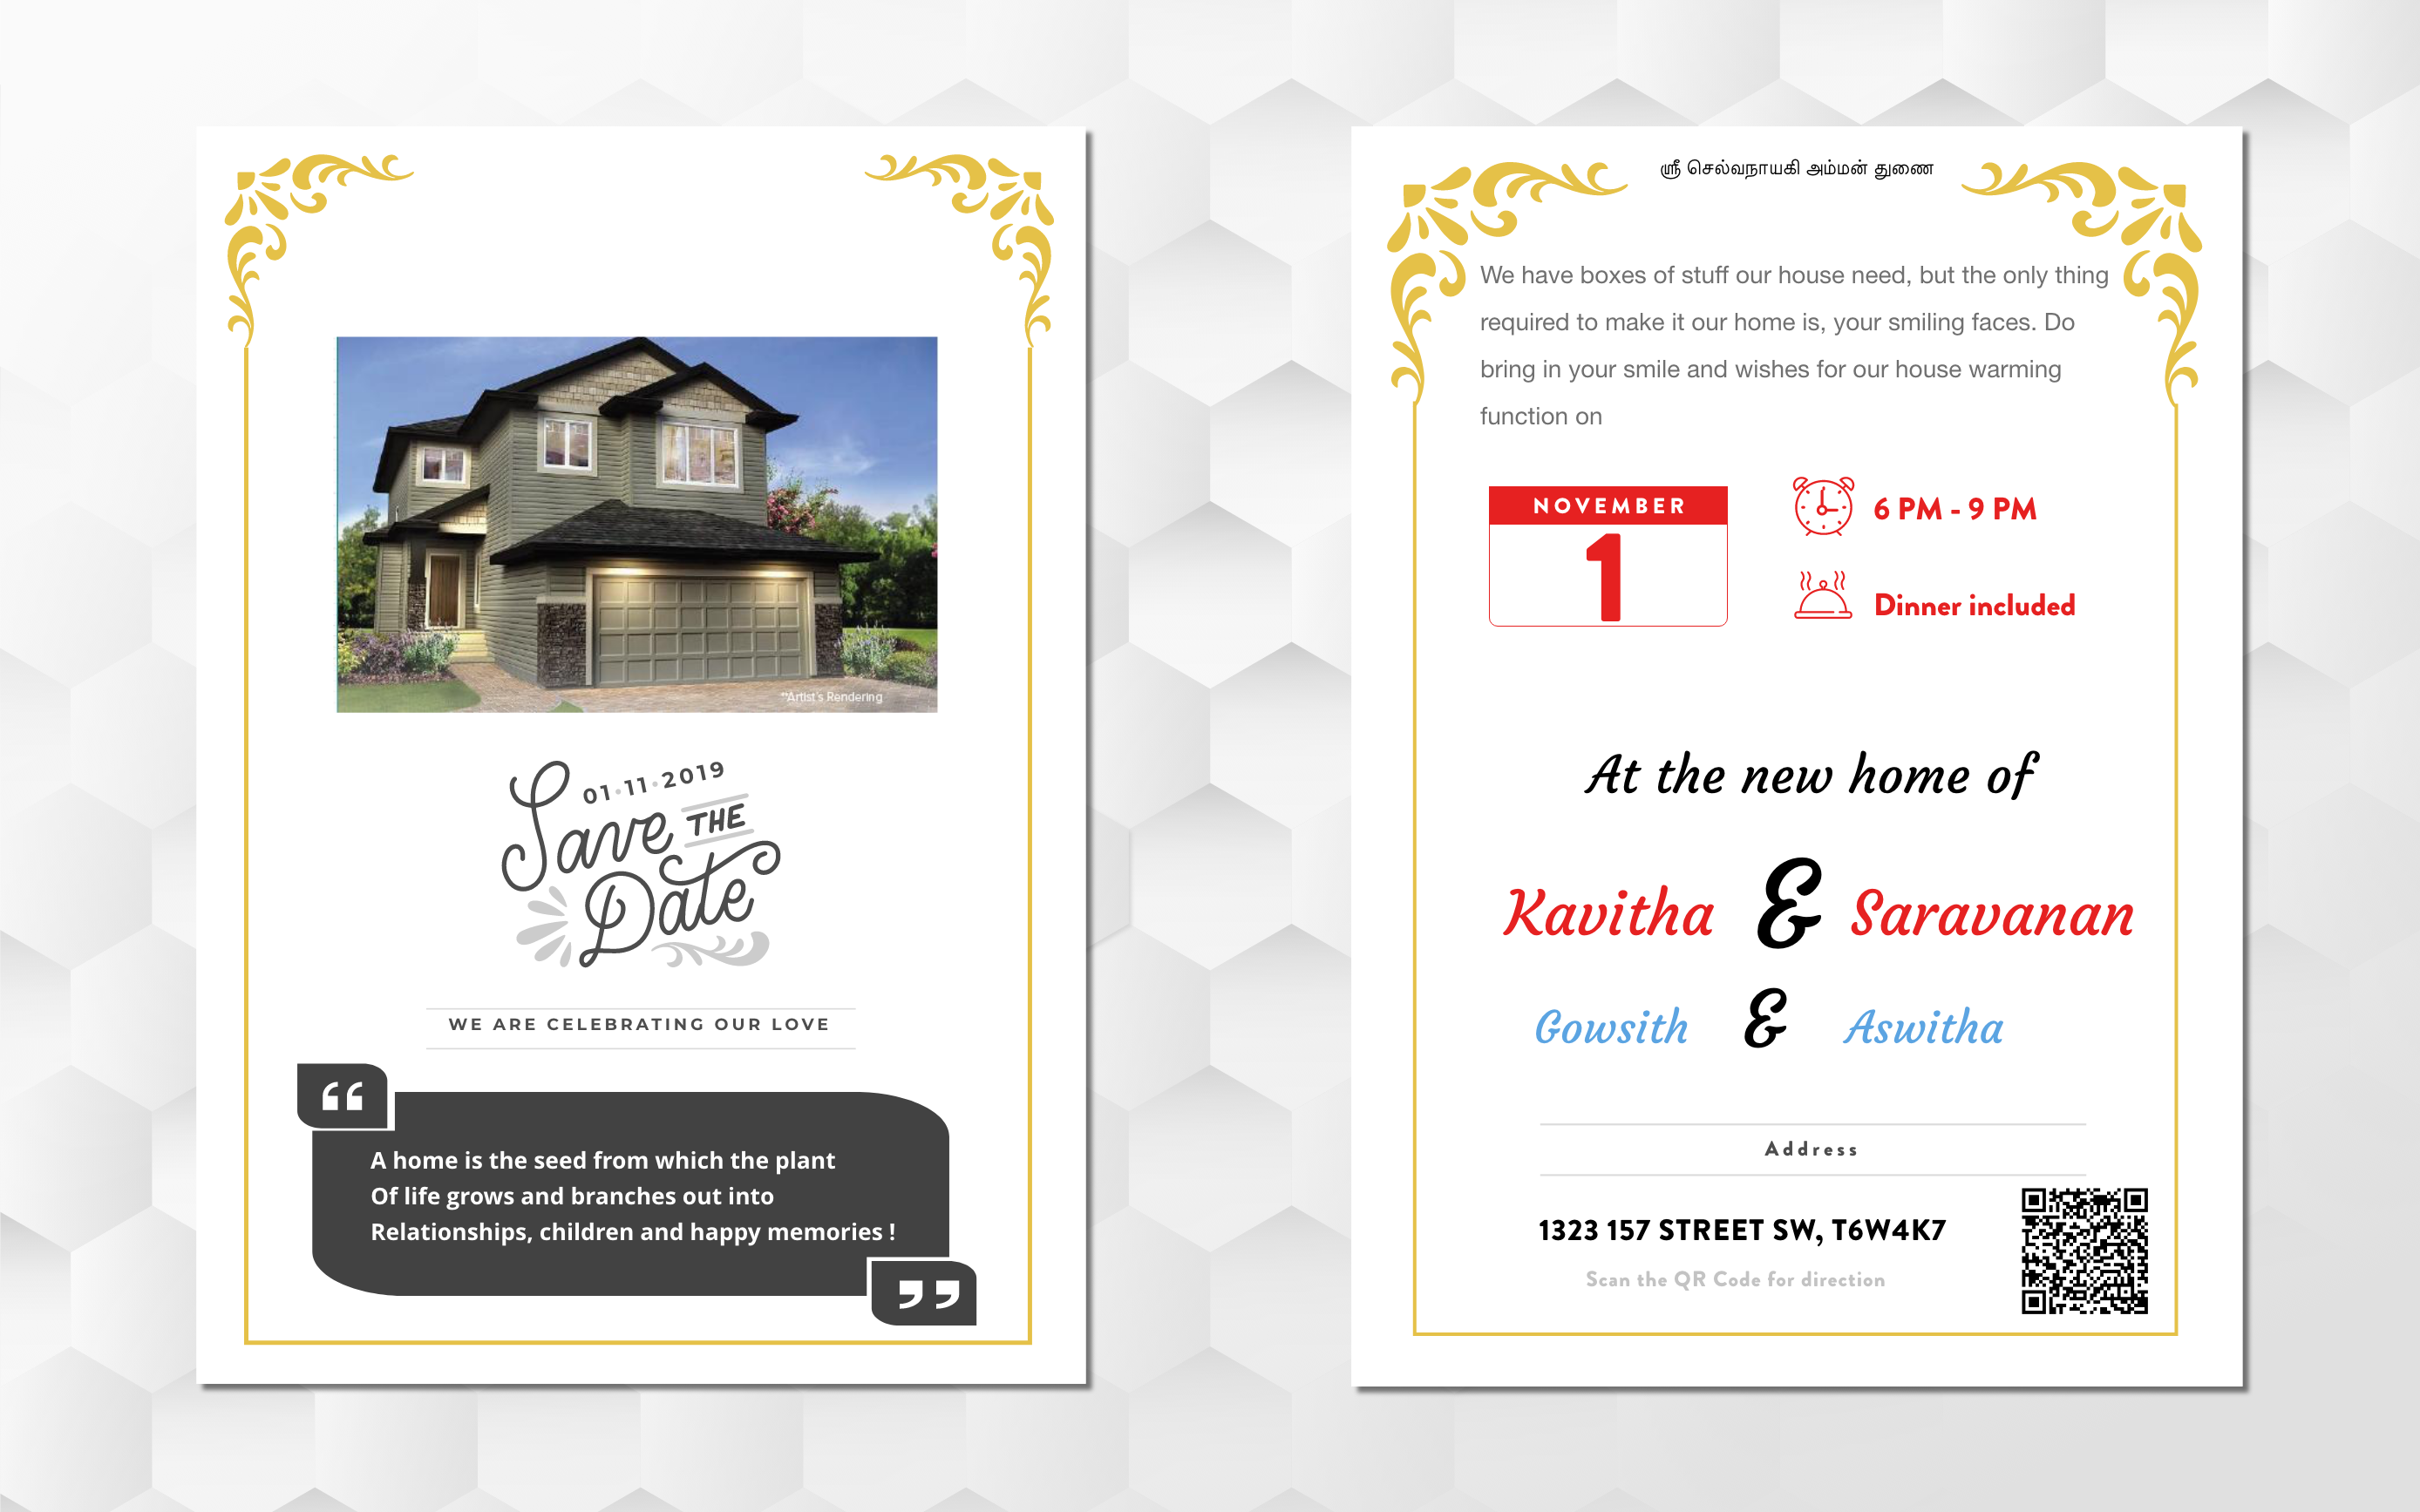 **Artist's Rendering
01·11·2019
Save THE
Date
WE ARE CELEBRATING OUR LOVE
“
A home is the seed from which the plant
Of life grows and branches out into
Relationships, children and happy memories !
”
ஸ்ரீ செல்வநாயகி அம்மன் துணை
We have boxes of stuff our house need, but the only thing
required to make it our home is, your smiling faces. Do
bring in your smile and wishes for our house warming
function on
NOVEMBER
1
6 PM - 9 PM
Dinner included
At the new home of
Kavitha & Saravanan
Gowsith & Aswitha
Address
1323 157 STREET SW, T6W4K7
Scan the QR Code for direction